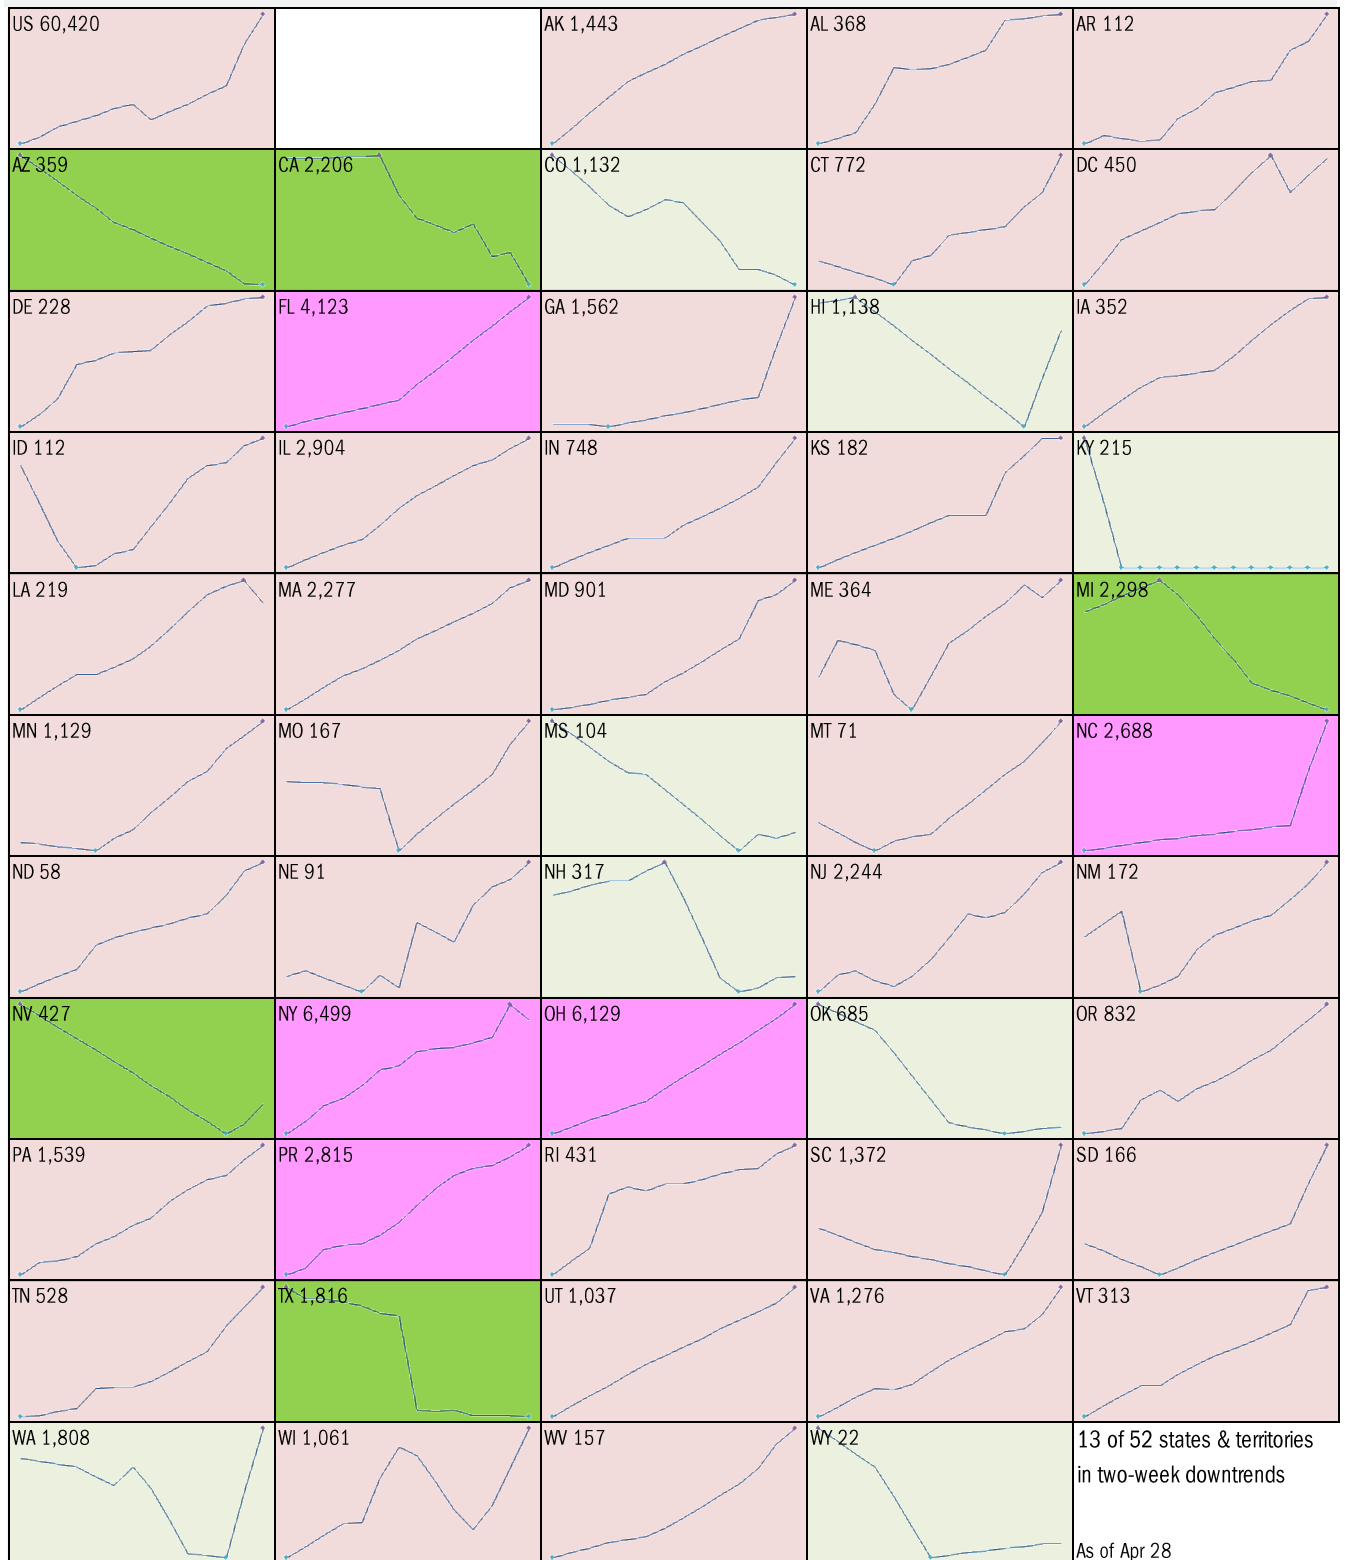 US 60,420
AK 1,443
AL 368
AR 112
AZ 359
CA 2,206
CO 1,132
CT 772
DC 450
DE 228
FL 4,123
GA 1,562
HI 1,138
IA 352
ID 112
IL 2,904
IN 748
KS 182
KY 215
LA 219
MA 2,277
MD 901
ME 364
MI 2,298
MN 1,129
MO 167
MS 104
MT 71
NC 2,688
ND 58
NE 91
NH 317
NJ 2,244
NM 172
NV 427
NY 6,499
OH 6,129
OK 685
OR 832
PA 1,539
PR 2,815
RI 431
SC 1,372
SD 166
TN 528
TX 1,816
UT 1,037
VA 1,276
VT 313
WA 1,808
WI 1,061
WV 157
WY 22
13 of 52 states & territories
in two-week downtrends
As of Apr 28